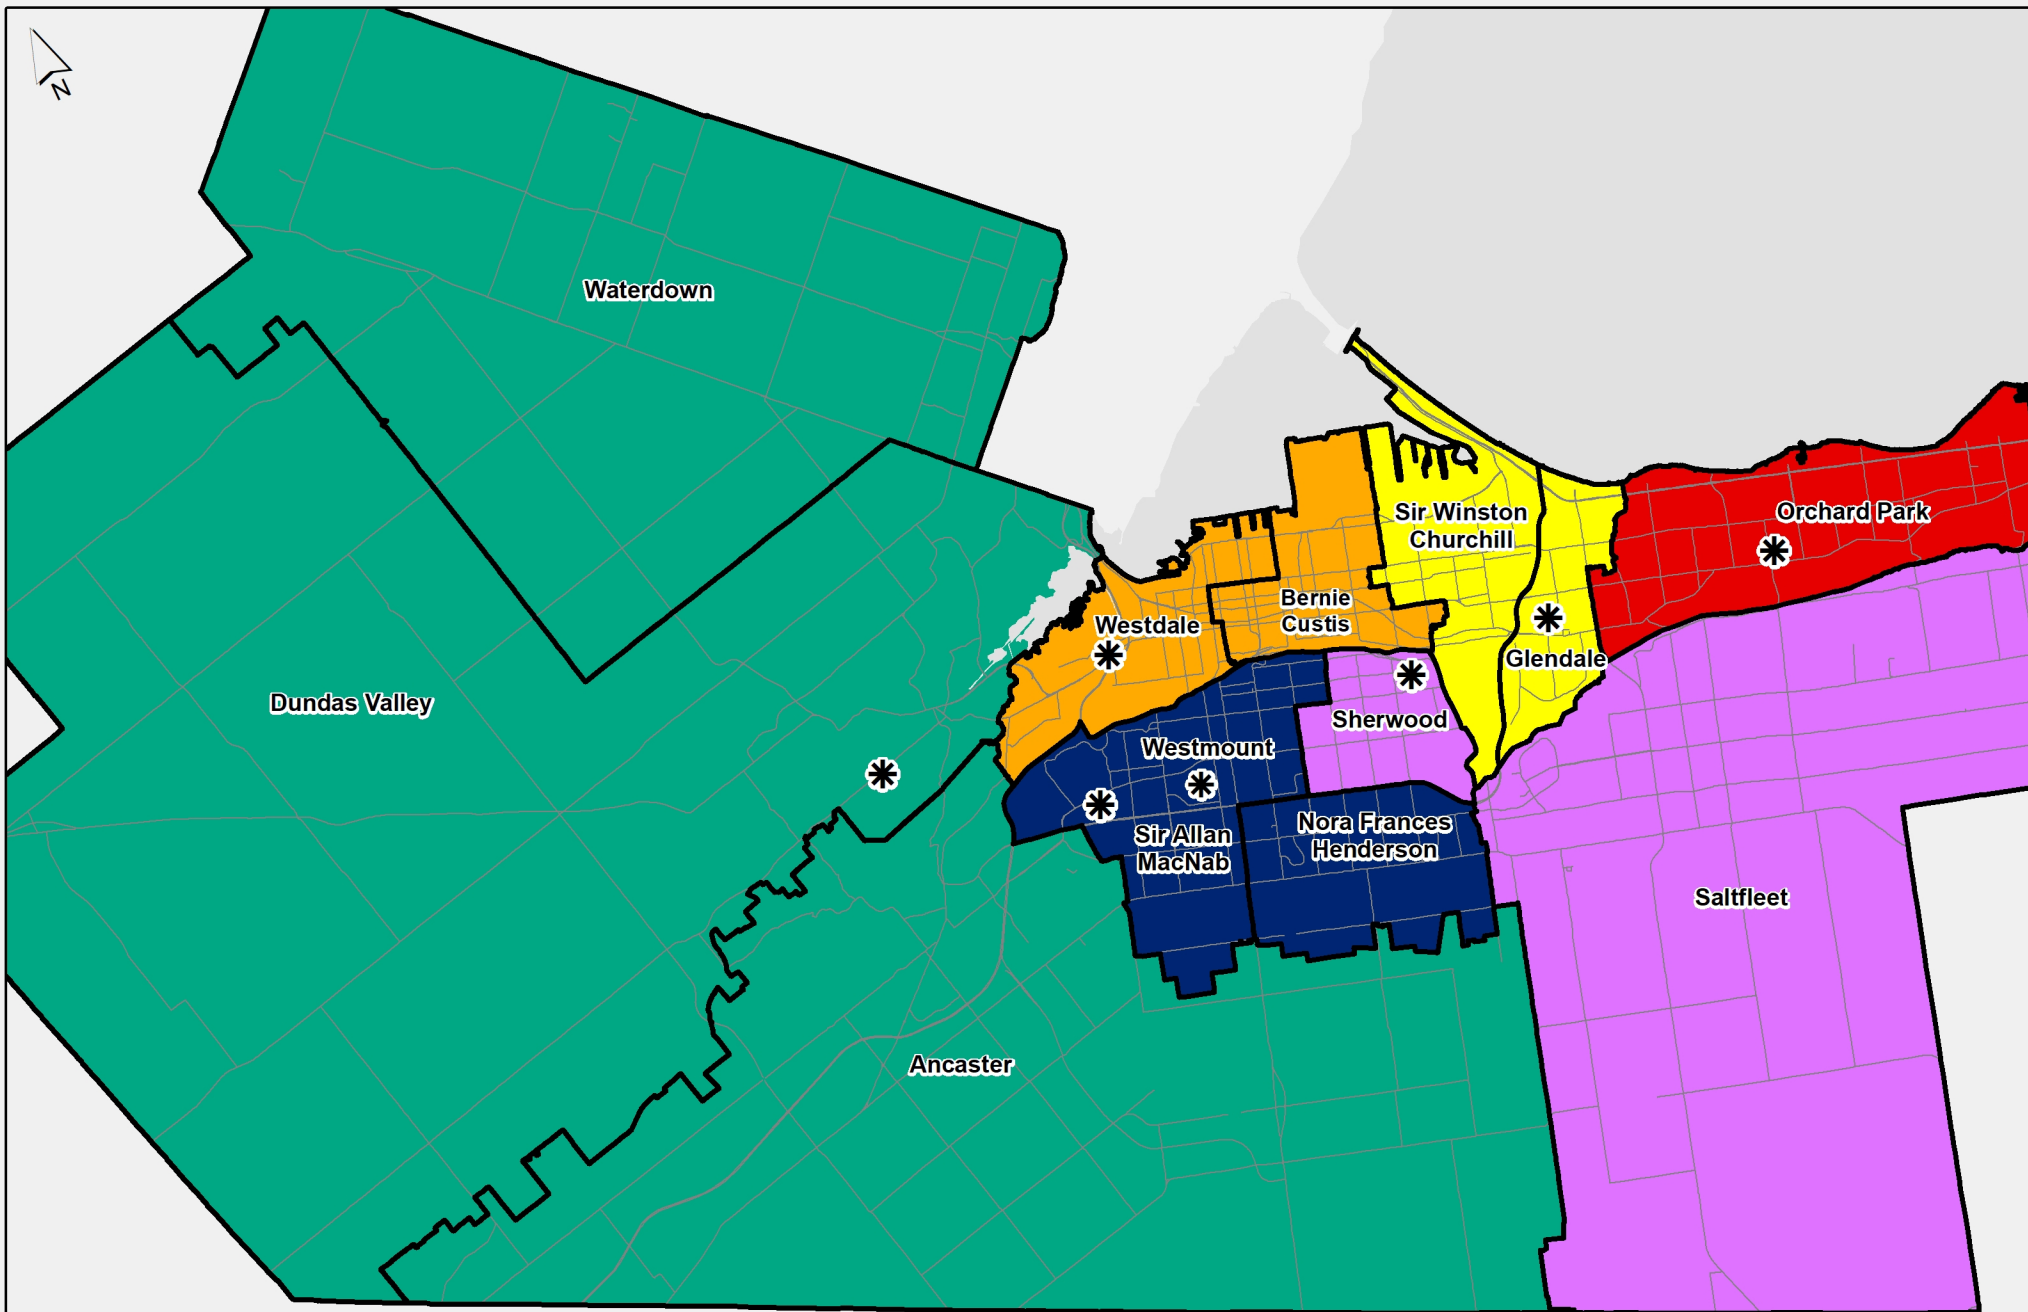 N
Waterdown
Sir Winston
Churchill
Orchard Park
Bernie
Custis
Westdale
Glendale
Dundas Valley
Sherwood
Westmount
Nora Frances
Henderson
Sir Allan
MacNab
Saltfleet
Ancaster